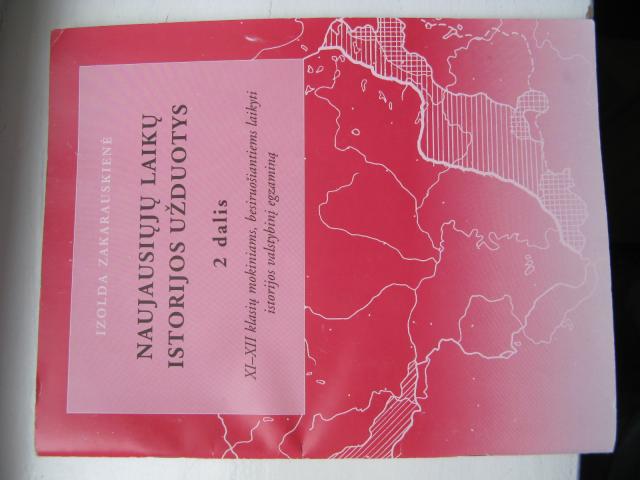 IZOLDA ZAKARAUSKIENĖ
NAUJAUSIŲJŲ LAIKŲ
ISTORIJOS UŽDUOTYS
2 dalis
XI–XII klasių mokiniams, besiruošiantiems laikyti
istorijos valstybinį egzaminą